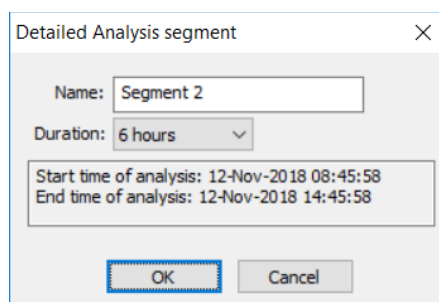 Detailed Analysis segment
Name: Segment 2
Duration: 6 hours
Start time of analysis: 12-Nov-2018 08:45:58
End time of analysis: 12-Nov-2018 14:45:58
OK Cancel